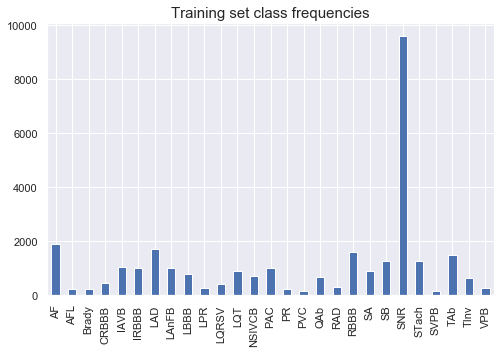 Training set class frequencies
10000
8000
6000
4000
2000
0
AF
AFL
Brady
CRBBB
IAVB
IRBBB
LAD
LAnFB
LBBB
LPR
LQRSV
LQT
NSIVCB
PAC
PR
PVC
QAb
RAD
RBBB
SA
SB
SNR
STach
SVPB
TAb
TInv
VPB